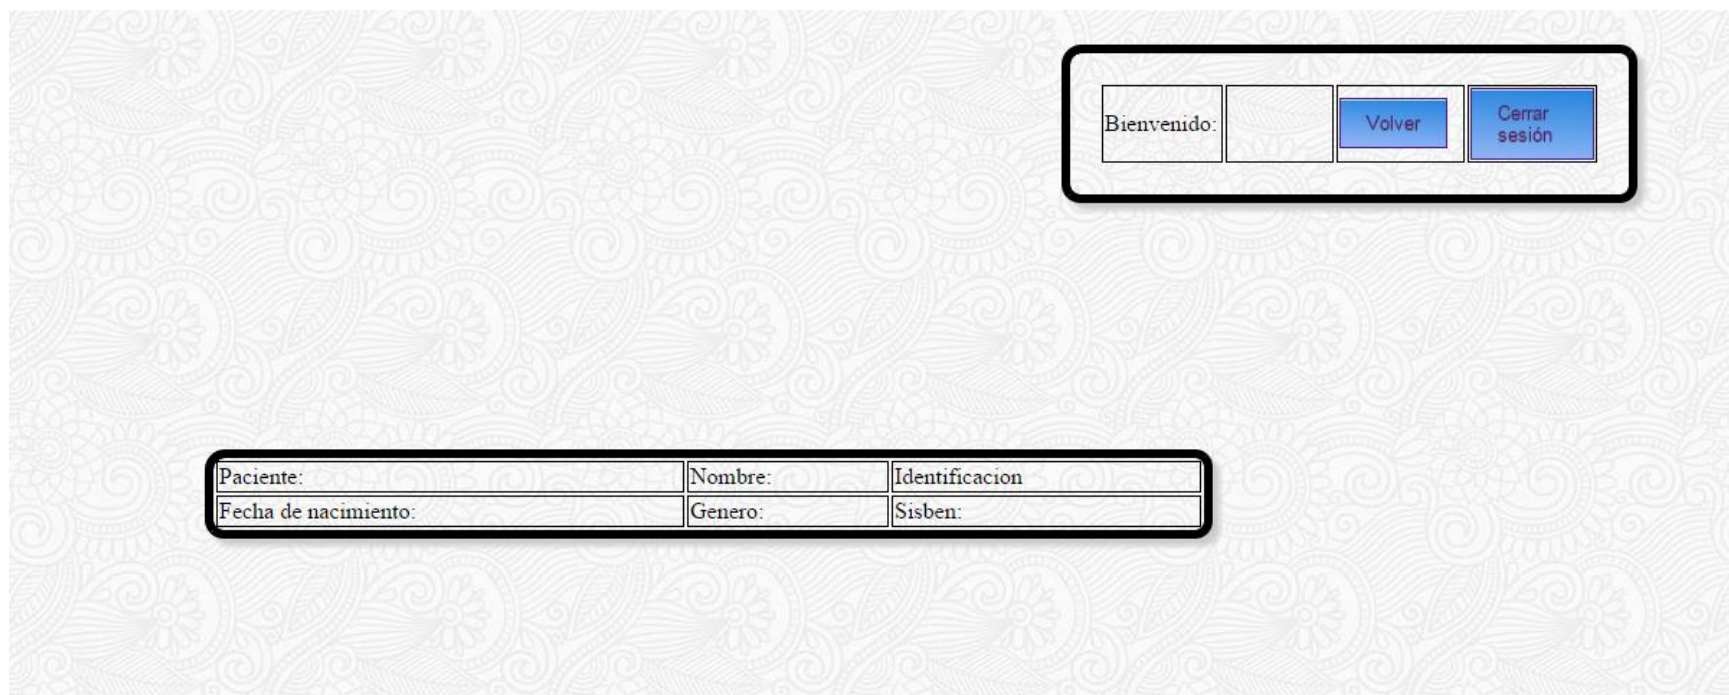 Bienvenido: Volver Cerrar
sesión
Paciente: Nombre: Identificacion
Fecha de nacimiento: Genero: Sisben: